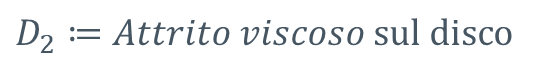 D₂ := Attrito viscoso sul disco